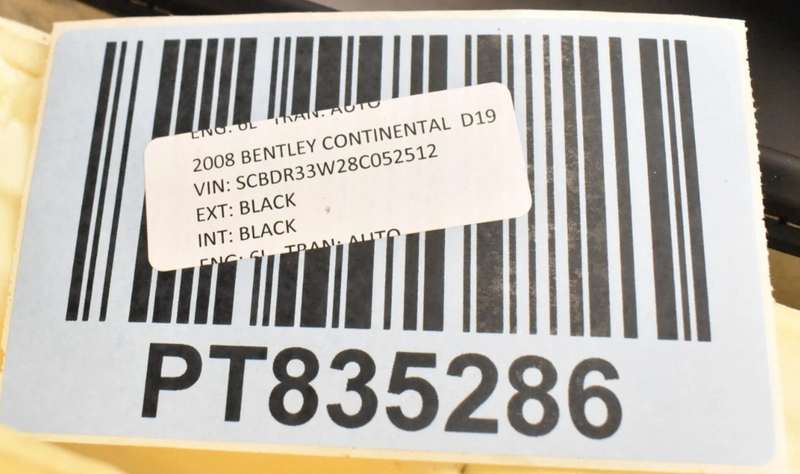 ENG: 6L TRAN: AUTO
2008 BENTLEY CONTINENTAL D19
VIN: SCBDR33W28C052512
EXT: BLACK
INT: BLACK
ENG: 6L TRAN: AUTO
PT835286